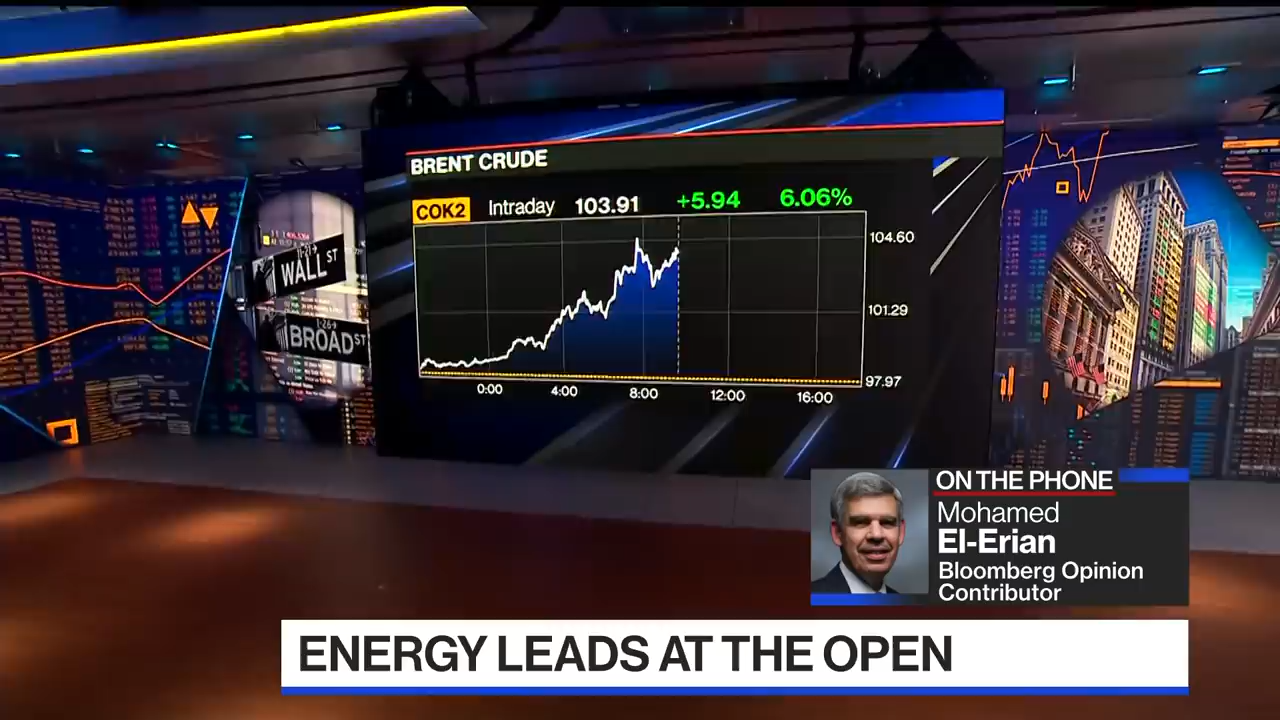 BRENT CRUDE
COK2 Intraday 103.91 +5.94 6.06%
104.60
101.29
97.97
0:00 4:00 8:00 12:00 16:00
WALL ST
BROAD ST
ON THE PHONE
Mohamed
El-Erian
Bloomberg Opinion
Contributor
ENERGY LEADS AT THE OPEN